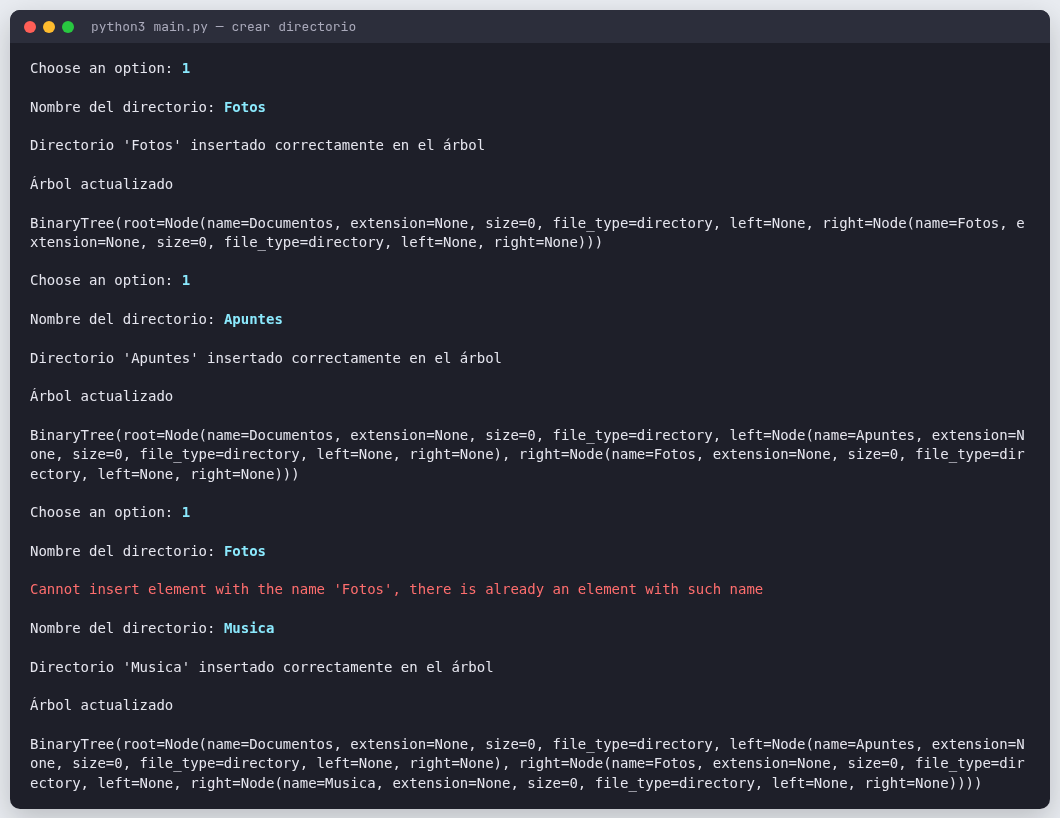 python3 main.py — crear directorio
Choose an option: 1
Nombre del directorio: Fotos
Directorio 'Fotos' insertado correctamente en el árbol
Árbol actualizado
BinaryTree(root=Node(name=Documentos, extension=None, size=0, file_type=directory, left=None, right=Node(name=Fotos, e
xtension=None, size=0, file_type=directory, left=None, right=None)))
Choose an option: 1
Nombre del directorio: Apuntes
Directorio 'Apuntes' insertado correctamente en el árbol
Árbol actualizado
BinaryTree(root=Node(name=Documentos, extension=None, size=0, file_type=directory, left=Node(name=Apuntes, extension=N
one, size=0, file_type=directory, left=None, right=None), right=Node(name=Fotos, extension=None, size=0, file_type=dir
ectory, left=None, right=None)))
Choose an option: 1
Nombre del directorio: Fotos
Cannot insert element with the name 'Fotos', there is already an element with such name
Nombre del directorio: Musica
Directorio 'Musica' insertado correctamente en el árbol
Árbol actualizado
BinaryTree(root=Node(name=Documentos, extension=None, size=0, file_type=directory, left=Node(name=Apuntes, extension=N
one, size=0, file_type=directory, left=None, right=None), right=Node(name=Fotos, extension=None, size=0, file_type=dir
ectory, left=None, right=Node(name=Musica, extension=None, size=0, file_type=directory, left=None, right=None))))